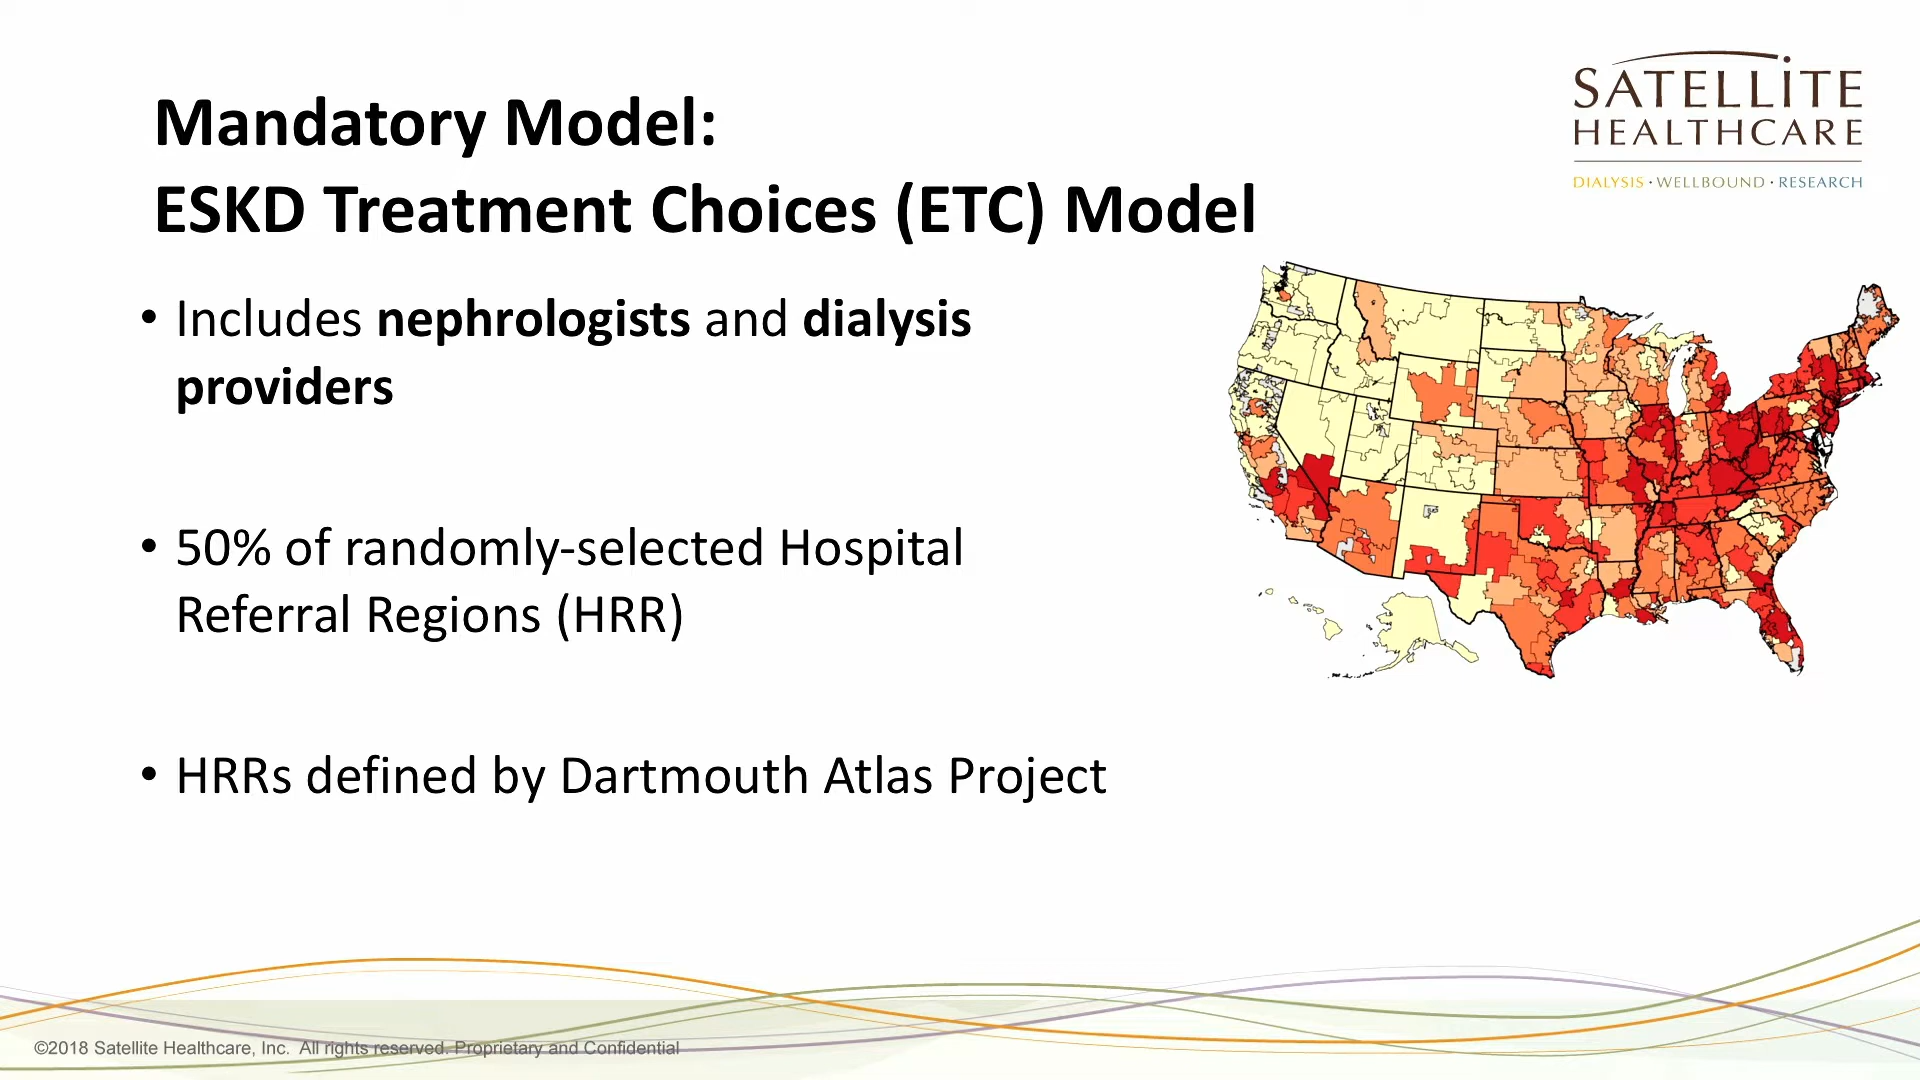 SATELLITE
HEALTHCARE
DIALYSIS · WELLBOUND · RESEARCH
Mandatory Model:
ESKD Treatment Choices (ETC) Model
• Includes nephrologists and dialysis
providers
• 50% of randomly-selected Hospital
Referral Regions (HRR)
• HRRs defined by Dartmouth Atlas Project
©2018 Satellite Healthcare, Inc. All rights reserved. Proprietary and Confidential